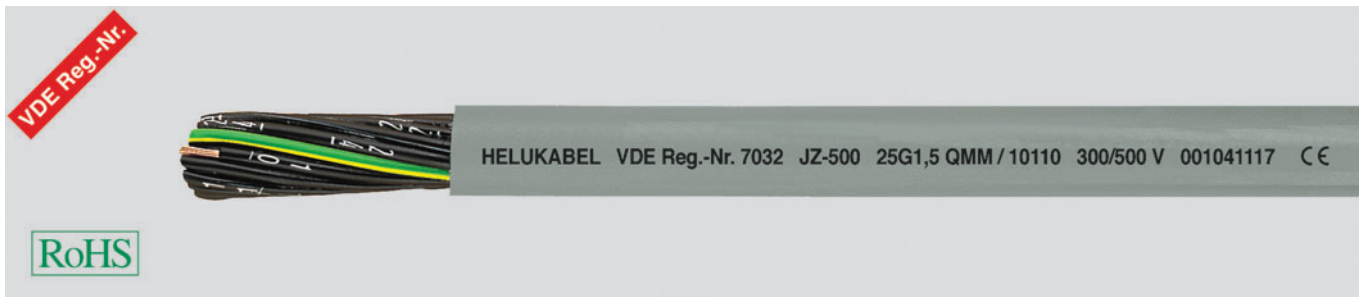 VDE Reg.-Nr.
HELUKABEL VDE Reg.-Nr. 7032 JZ-500 25G1,5 QMM / 10110 300/500 V 001041117 CE
RoHS